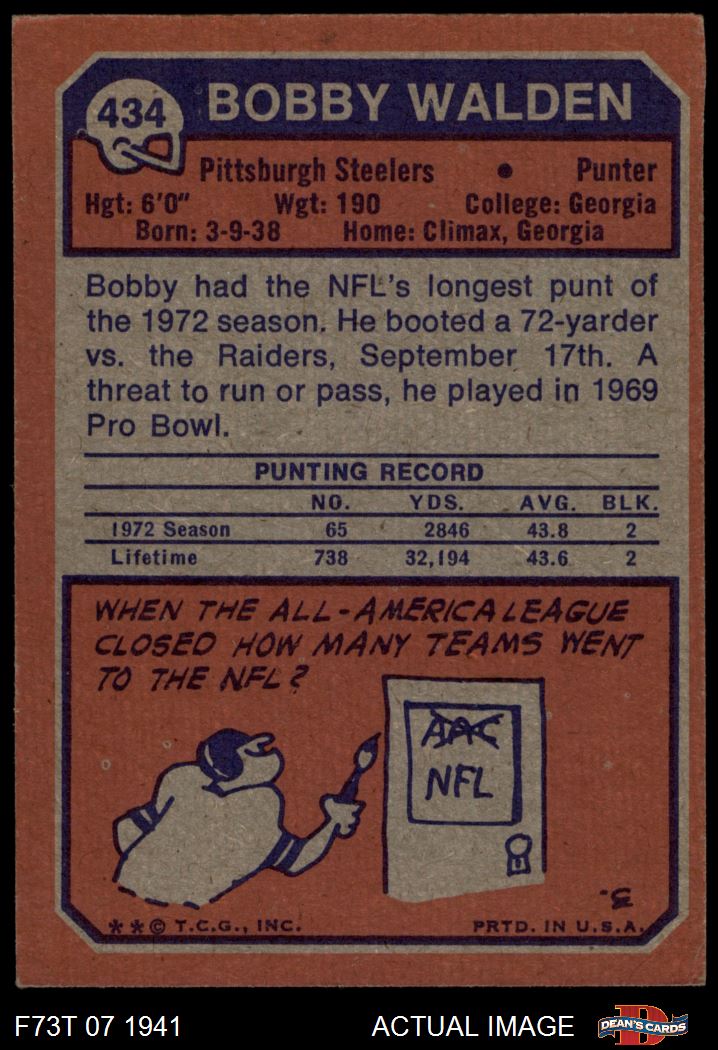 434
BOBBY WALDEN
Pittsburgh Steelers • Punter
Hgt: 6'0" Wgt: 190 College: Georgia
Born: 3-9-38 Home: Climax, Georgia
Bobby had the NFL's longest punt of
the 1972 season. He booted a 72-yarder
vs. the Raiders, September 17th. A
threat to run or pass, he played in 1969
Pro Bowl.
PUNTING RECORD
NO. YDS. AVG. BLK.
1972 Season 65 2846 43.8 2
Lifetime 738 32,194 43.6 2
WHEN THE ALL-AMERICA LEAGUE
CLOSED HOW MANY TEAMS WENT
TO THE NFL?
AAC
NFL
3.
**© T.C.G., INC. PRTD. IN U.S.A.
F73T 07 1941 ACTUAL IMAGE
D
DEAN'S CARDS